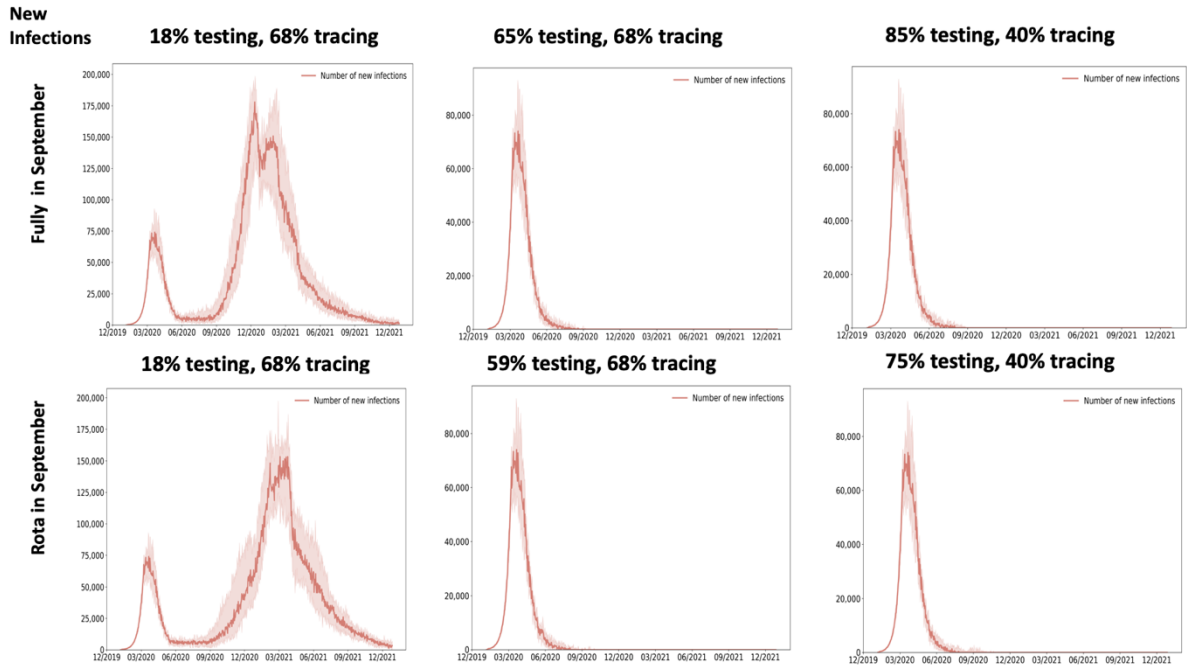 New
Infections
18% testing, 68% tracing
65% testing, 68% tracing
85% testing, 40% tracing
Fully in September
200,000
175,000
150,000
125,000
100,000
75,000
50,000
25,000
0
12/2019 03/2020 06/2020 09/2020 12/2020 03/2021 06/2021 09/2021 12/2021
Number of new infections
80,000
60,000
40,000
20,000
0
12/2019 03/2020 06/2020 09/2020 12/2020 03/2021 06/2021 09/2021 12/2021
Number of new infections
80,000
60,000
40,000
20,000
0
12/2019 03/2020 06/2020 09/2020 12/2020 03/2021 06/2021 09/2021 12/2021
Number of new infections
18% testing, 68% tracing
59% testing, 68% tracing
75% testing, 40% tracing
Rota in September
200,000
175,000
150,000
125,000
100,000
75,000
50,000
25,000
0
12/2019 03/2020 06/2020 09/2020 12/2020 03/2021 06/2021 09/2021 12/2021
Number of new infections
80,000
60,000
40,000
20,000
0
12/2019 03/2020 06/2020 09/2020 12/2020 03/2021 06/2021 09/2021 12/2021
Number of new infections
80,000
60,000
40,000
20,000
0
12/2019 03/2020 06/2020 09/2020 12/2020 03/2021 06/2021 09/2021 12/2021
Number of new infections